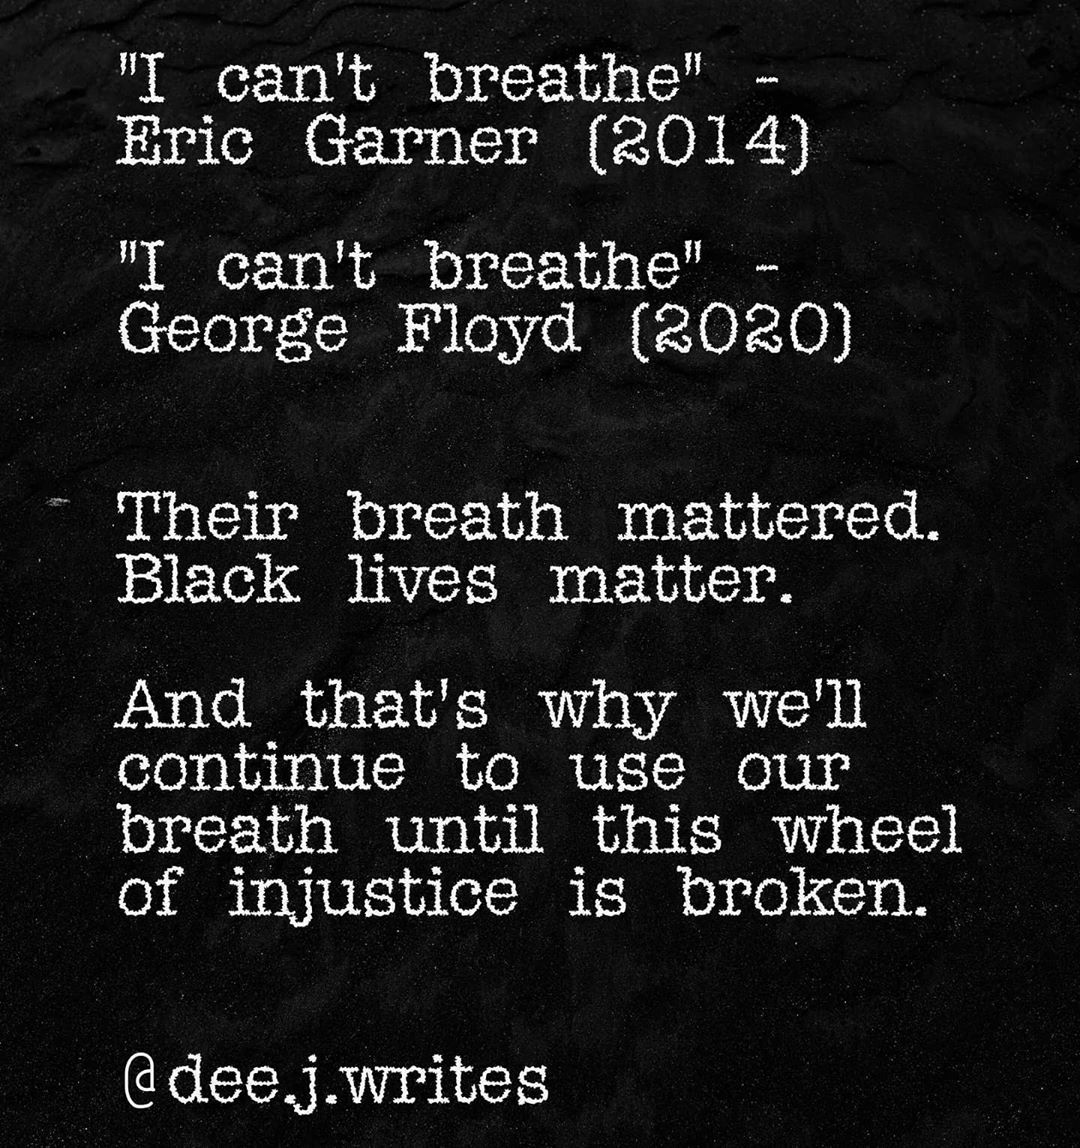 "I can't breathe" -
Eric Garner (2014)
"I can't breathe" -
George Floyd (2020)
Their breath mattered.
Black lives matter.
And that's why we'll
continue to use our
breath until this wheel
of injustice is broken.
@dee.j.writes